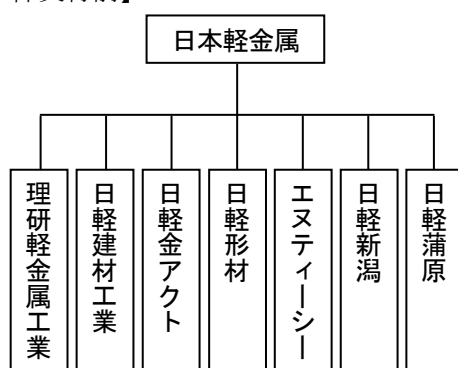 日本軽金属
理研軽金属工業
日軽建材工業
日軽金アクト
日軽形材
エヌティーシー
日軽新潟
日軽蒲原